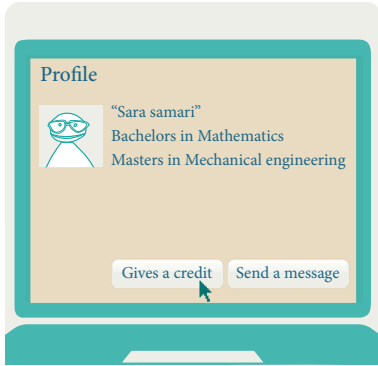 Profile
“Sara samari”
Bachelors in Mathematics
Masters in Mechanical engineering
Gives a credit
Send a message